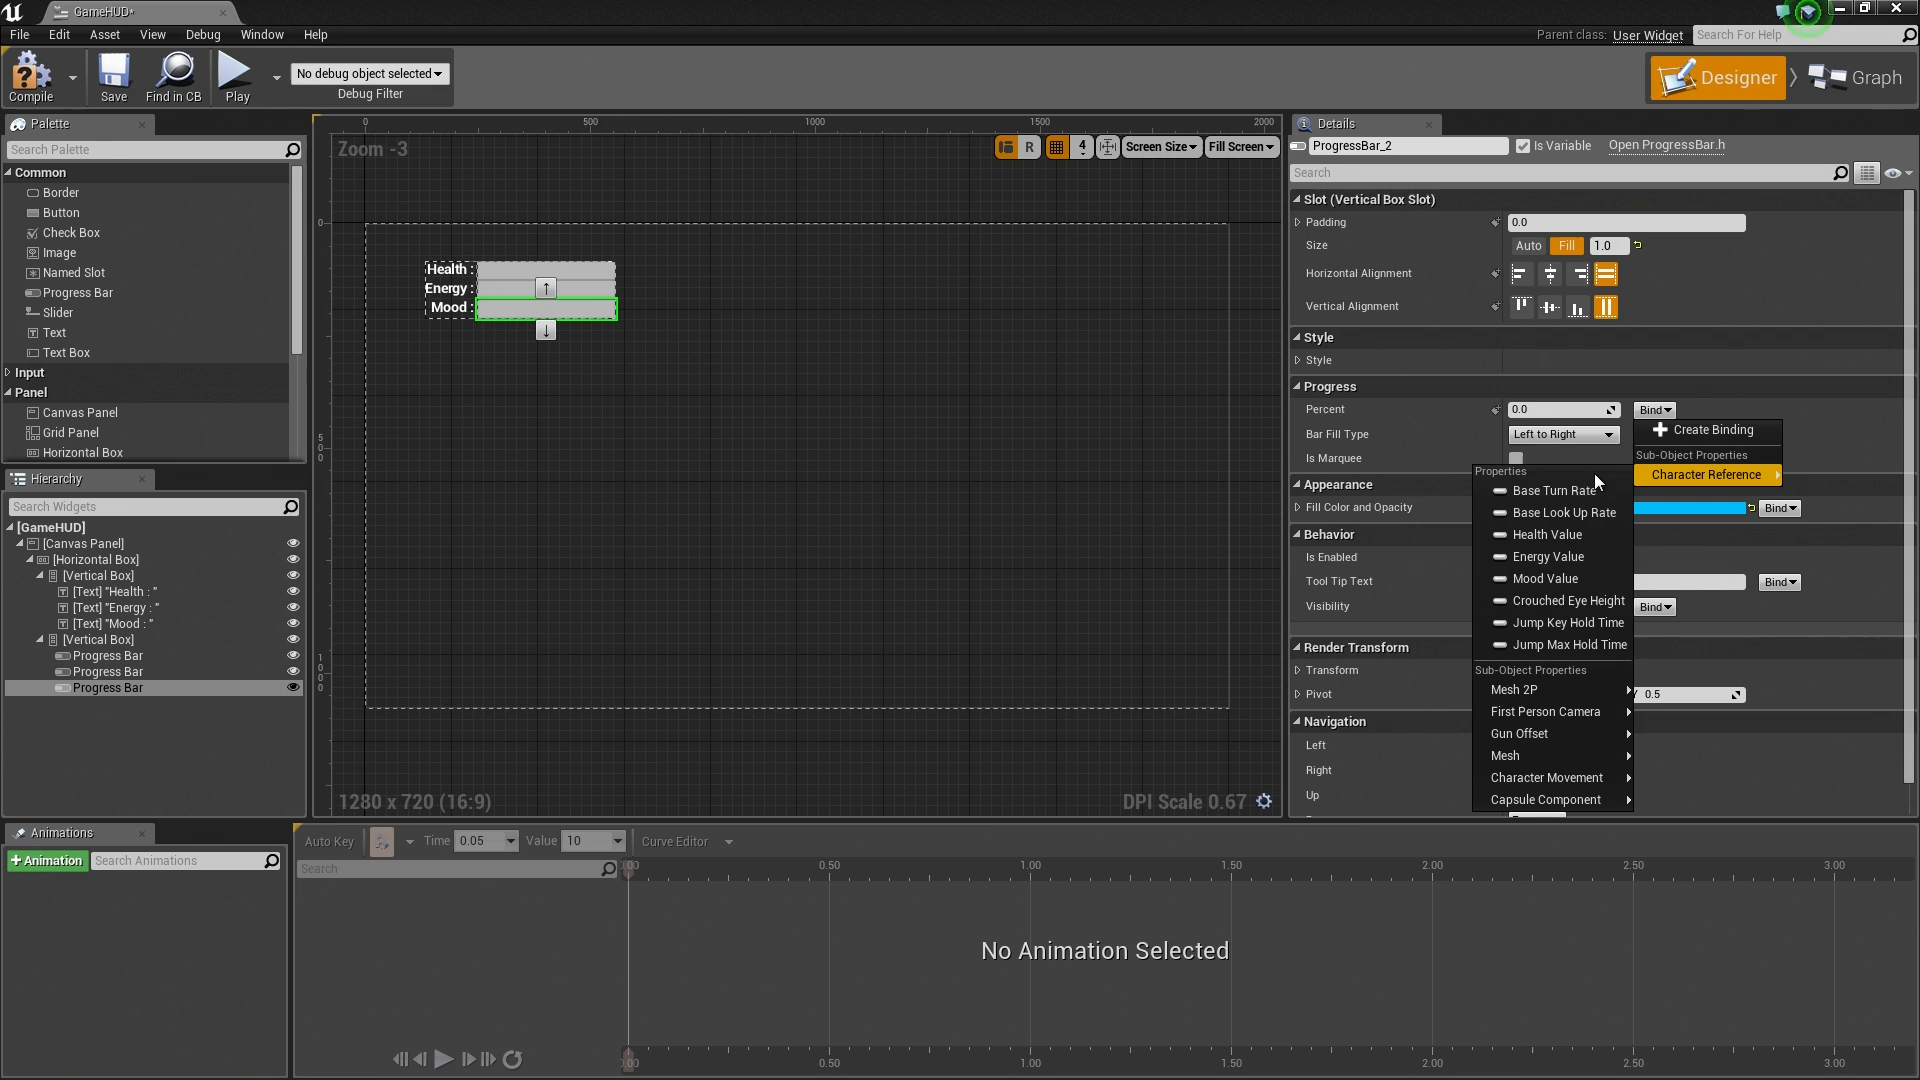 GameHUD*
File Edit Asset View Debug Window Help
Parent class: User Widget Search For Help
Compile Save Find in CB Play
No debug object selected
Debug Filter
Designer Graph
Palette
Search Palette
Common
Border
Button
Check Box
Image
Named Slot
Progress Bar
Slider
Text
Text Box
Input
Panel
Canvas Panel
Grid Panel
Horizontal Box
Hierarchy
Search Widgets
[GameHUD]
[Canvas Panel]
[Horizontal Box]
[Vertical Box]
[Text] "Health : "
[Text] "Energy : "
[Text] "Mood : "
[Vertical Box]
Progress Bar
Progress Bar
Progress Bar
0 500 1000 1500 2000
Zoom -3
R 4 Screen Size Fill Screen
0
500
1000
Health :
Energy :
Mood :
1280 x 720 (16:9)
DPI Scale 0.67
Details
ProgressBar_2 Is Variable Open ProgressBar.h
Search
Slot (Vertical Box Slot)
Padding 0.0
Size Auto Fill 1.0
Horizontal Alignment
Vertical Alignment
Style
Style
Progress
Percent 0.0 Bind
Bar Fill Type Left to Right
Is Marquee
Create Binding
Sub-Object Properties
Character Reference
Appearance
Fill Color and Opacity Bind
Behavior
Is Enabled
Tool Tip Text Bind
Visibility Bind
Render Transform
Transform
Pivot 0.5
Navigation
Left
Right
Up
Properties
Base Turn Rate
Base Look Up Rate
Health Value
Energy Value
Mood Value
Crouched Eye Height
Jump Key Hold Time
Jump Max Hold Time
Sub-Object Properties
Mesh 2P
First Person Camera
Gun Offset
Mesh
Character Movement
Capsule Component
Animations
+Animation Search Animations
Auto Key Time 0.05 Value 10 Curve Editor
Search
0.50 1.00 1.50 2.00 2.50 3.00
No Animation Selected
0.50 1.00 1.50 2.00 2.50 3.00